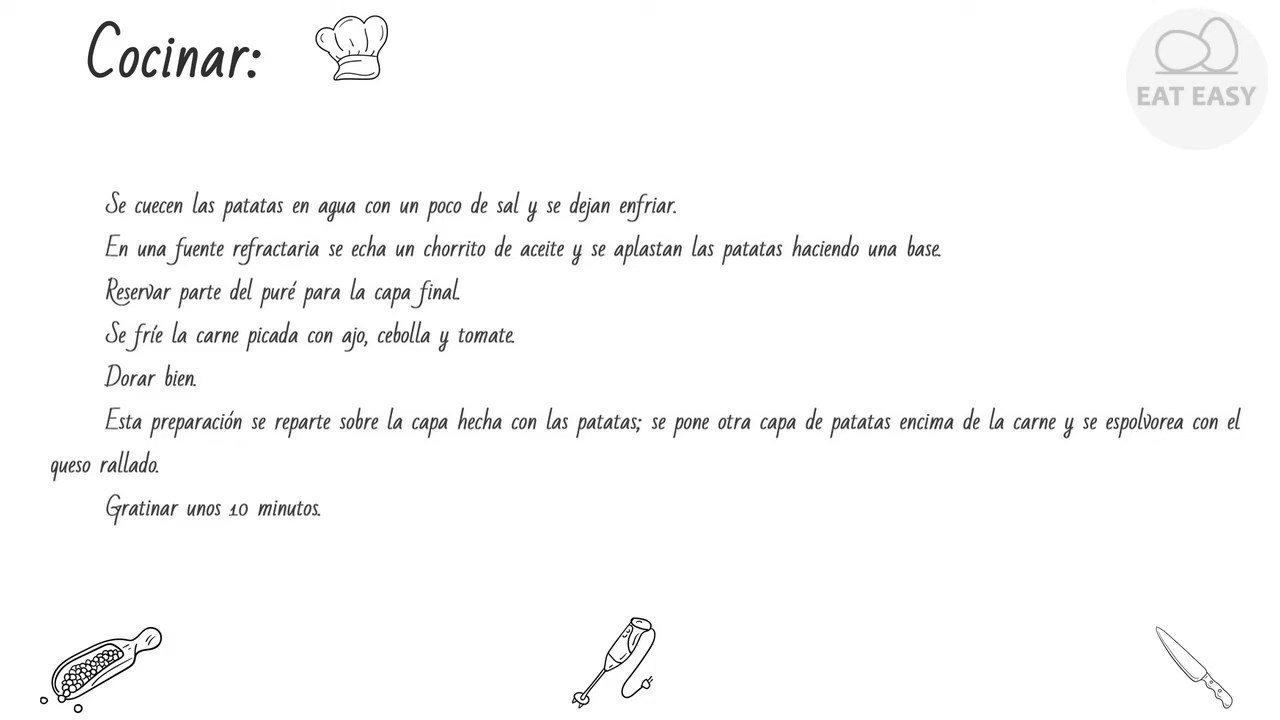 Cocinar:
EAT EASY
Se cuecen las patatas en agua con un poco de sal y se dejan enfriar.
En una fuente refractaria se echa un chorrito de aceite y se aplastan las patatas haciendo una base.
Reservar parte del puré para la capa final.
Se fríe la carne picada con ajo, cebolla y tomate.
Dorar bien.
Esta preparación se reparte sobre la capa hecha con las patatas; se pone otra capa de patatas encima de la carne y se espolvorea con el
queso rallado.
Gratinar unos 10 minutos.